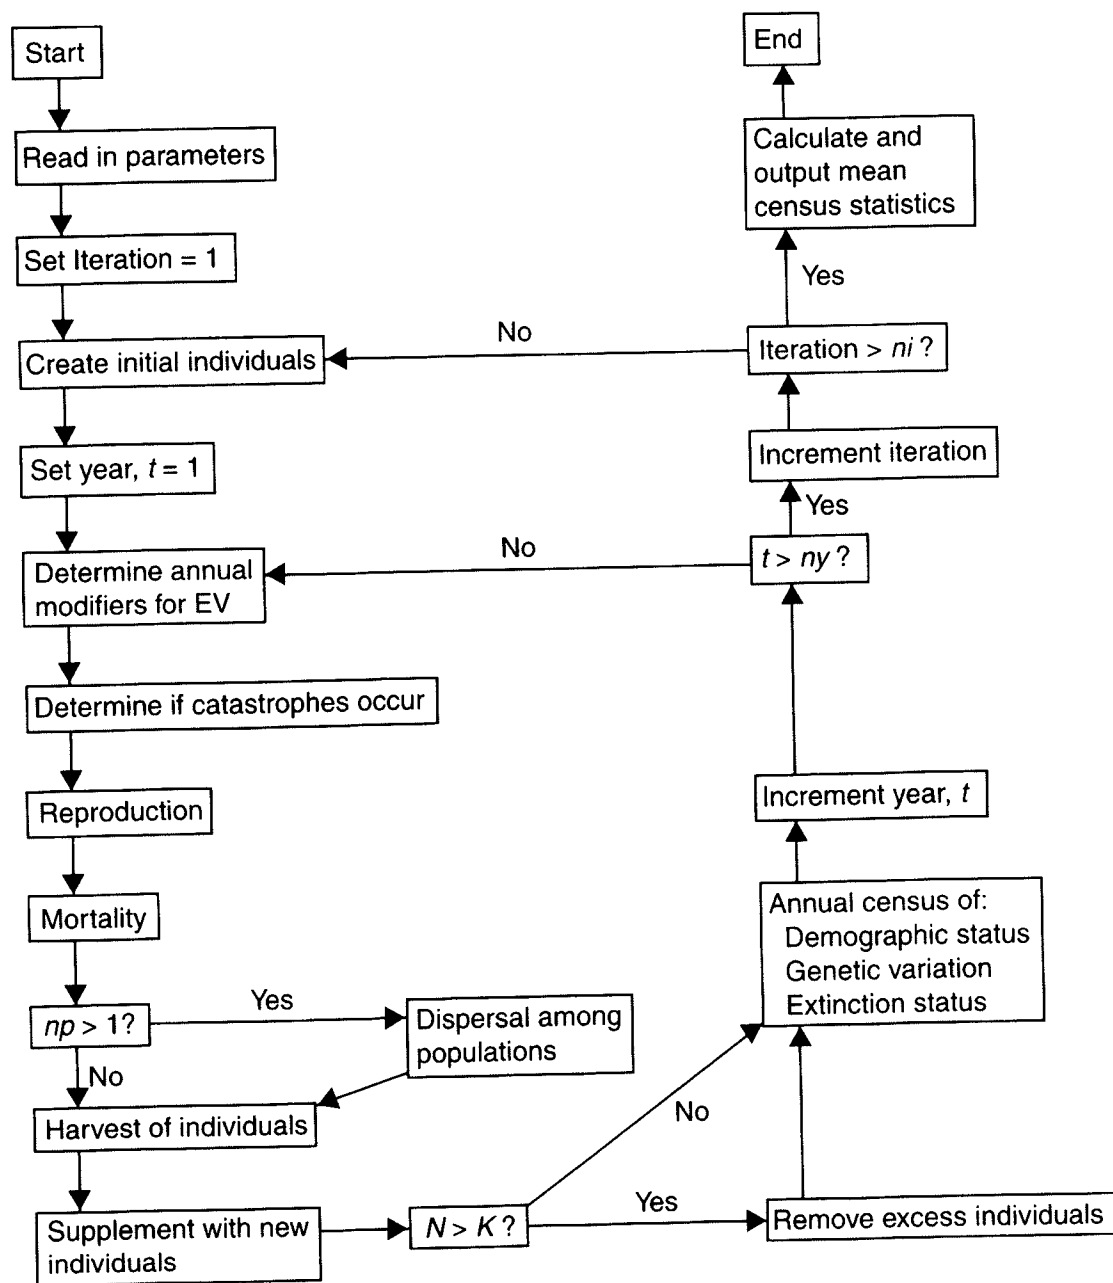 Start
Read in parameters
Set Iteration = 1
Create initial individuals
Set year, t = 1
Determine annual
modifiers for EV
Determine if catastrophes occur
Reproduction
Mortality
np > 1?
Yes
Dispersal among
populations
No
Harvest of individuals
Supplement with new
individuals
N > K ?
Yes
No
Remove excess individuals
Annual census of:
Demographic status
Genetic variation
Extinction status
Increment year, t
t > ny ?
No
Yes
Increment iteration
Iteration > ni ?
No
Yes
Calculate and
output mean
census statistics
End